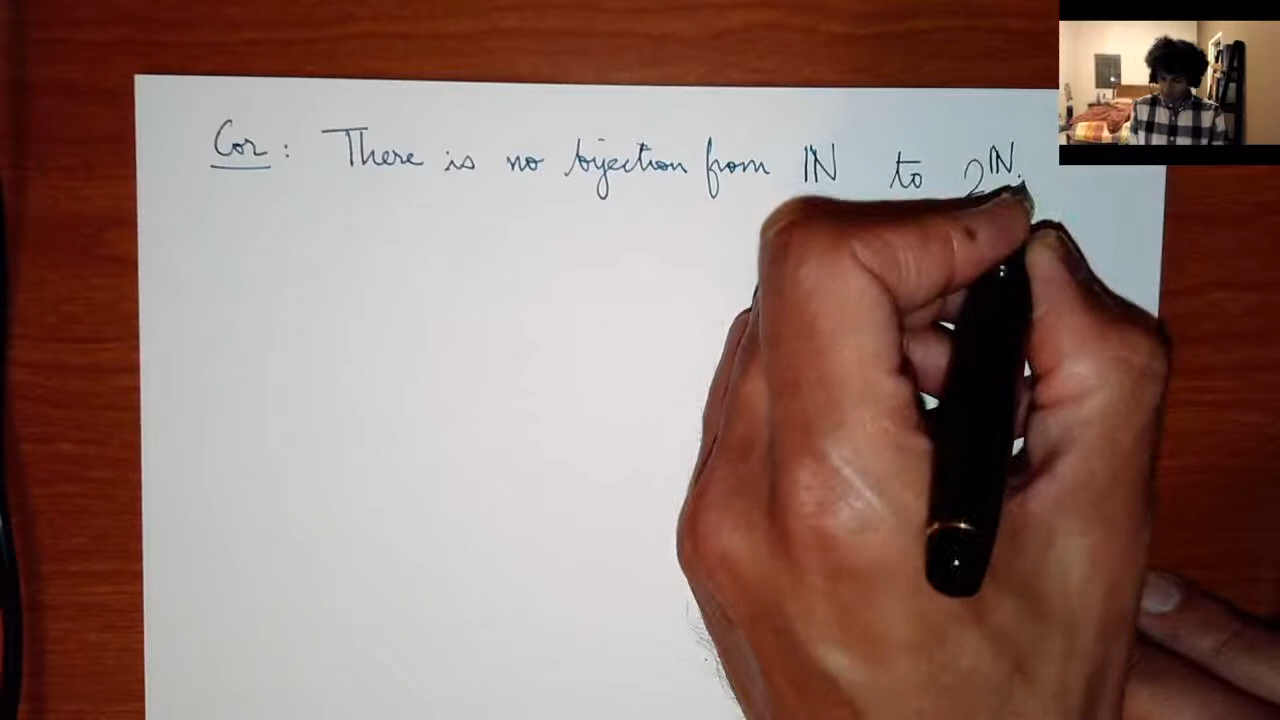 Cor: There is no bijection from ℕ to 2^ℕ.